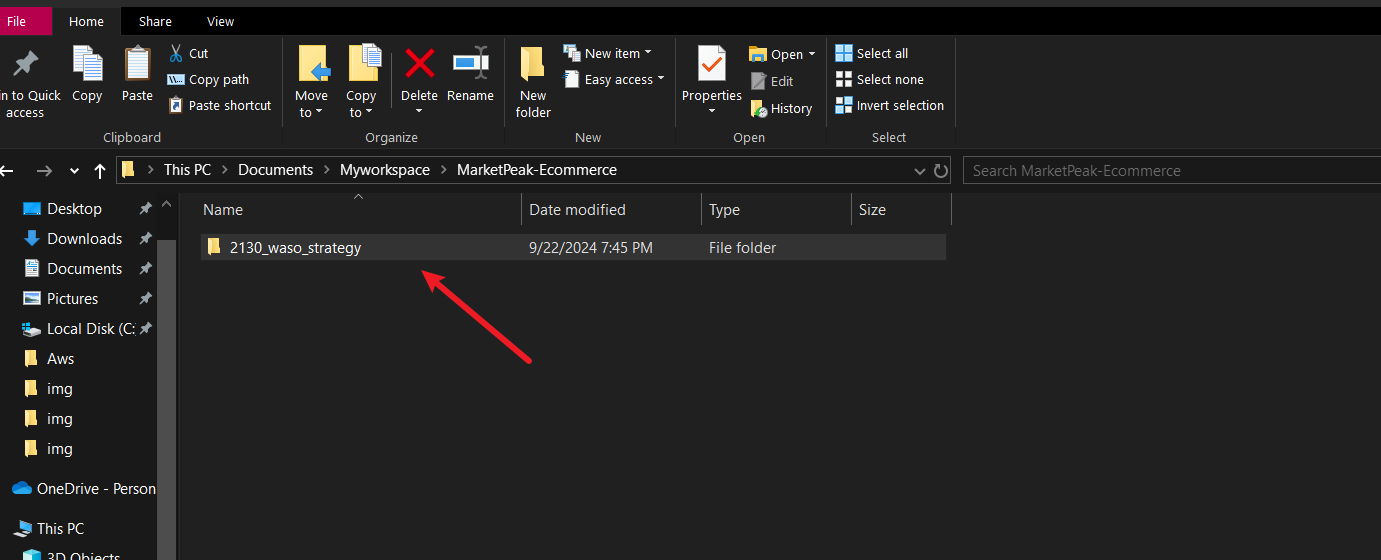 File Home Share View
Cut
Copy path
Paste shortcut
in to Quick
access
Copy
Paste
Clipboard
Move
to
Copy
to
Delete
Rename
Organize
New
folder
New item
Easy access
New
Properties
Open
Edit
History
Open
Select all
Select none
Invert selection
Select
This PC > Documents > Myworkspace > MarketPeak-Ecommerce
Search MarketPeak-Ecommerce
Desktop
Downloads
Documents
Pictures
Local Disk (C:
Aws
img
img
img
OneDrive - Person
This PC
3D Objects
Name Date modified Type Size
2130_waso_strategy 9/22/2024 7:45 PM File folder